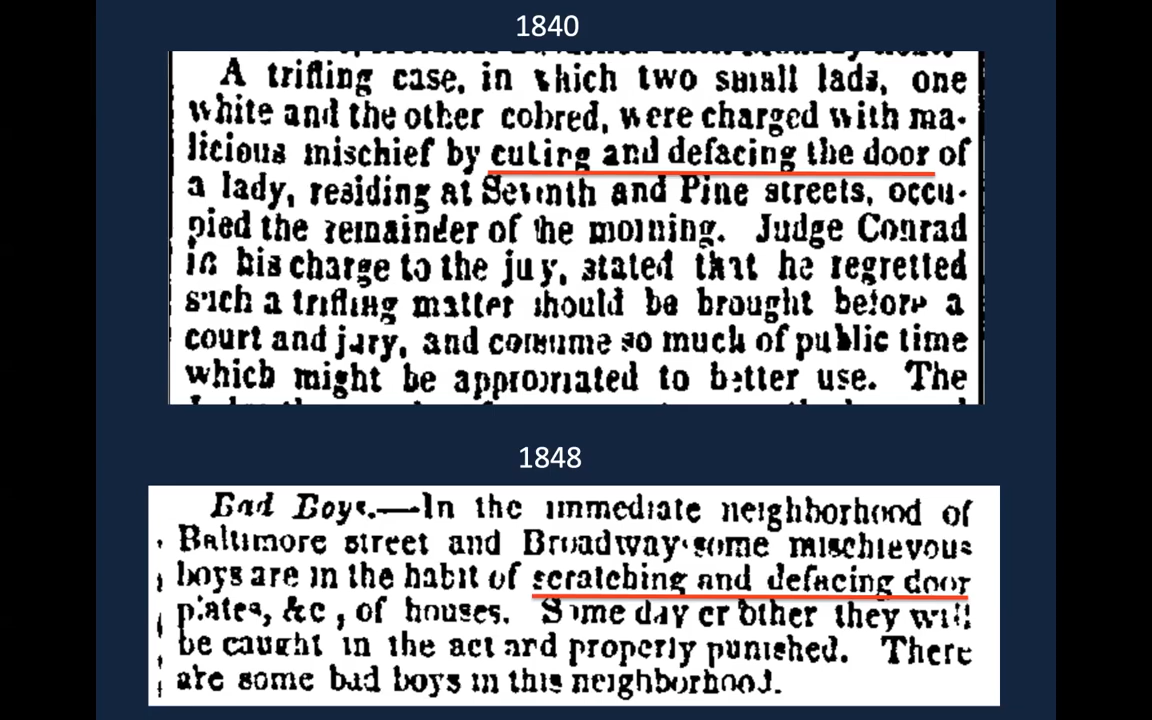 1840
A trifling case, in which two small lads, one
white and the other colored, were charged with ma-
licious mischief by cuting and defacing the door of
a lady, residing at Seventh and Pine streets, occu-
pied the remainder of the morning. Judge Conrad
in his charge to the juy, stated that he regretted
such a trifling matter should be brought before a
court and jury, and consume so much of public time
which might be appropriated to better use. The
1848
Bad Boys.—In the immediate neighborhood of
Baltimore street and Broadway some mischievous
boys are in the habit of scratching and defacing door
plates, &c , of houses. Some day or other they will
be caught in the act and properly punished. There
are some bad boys in this neighborhood.